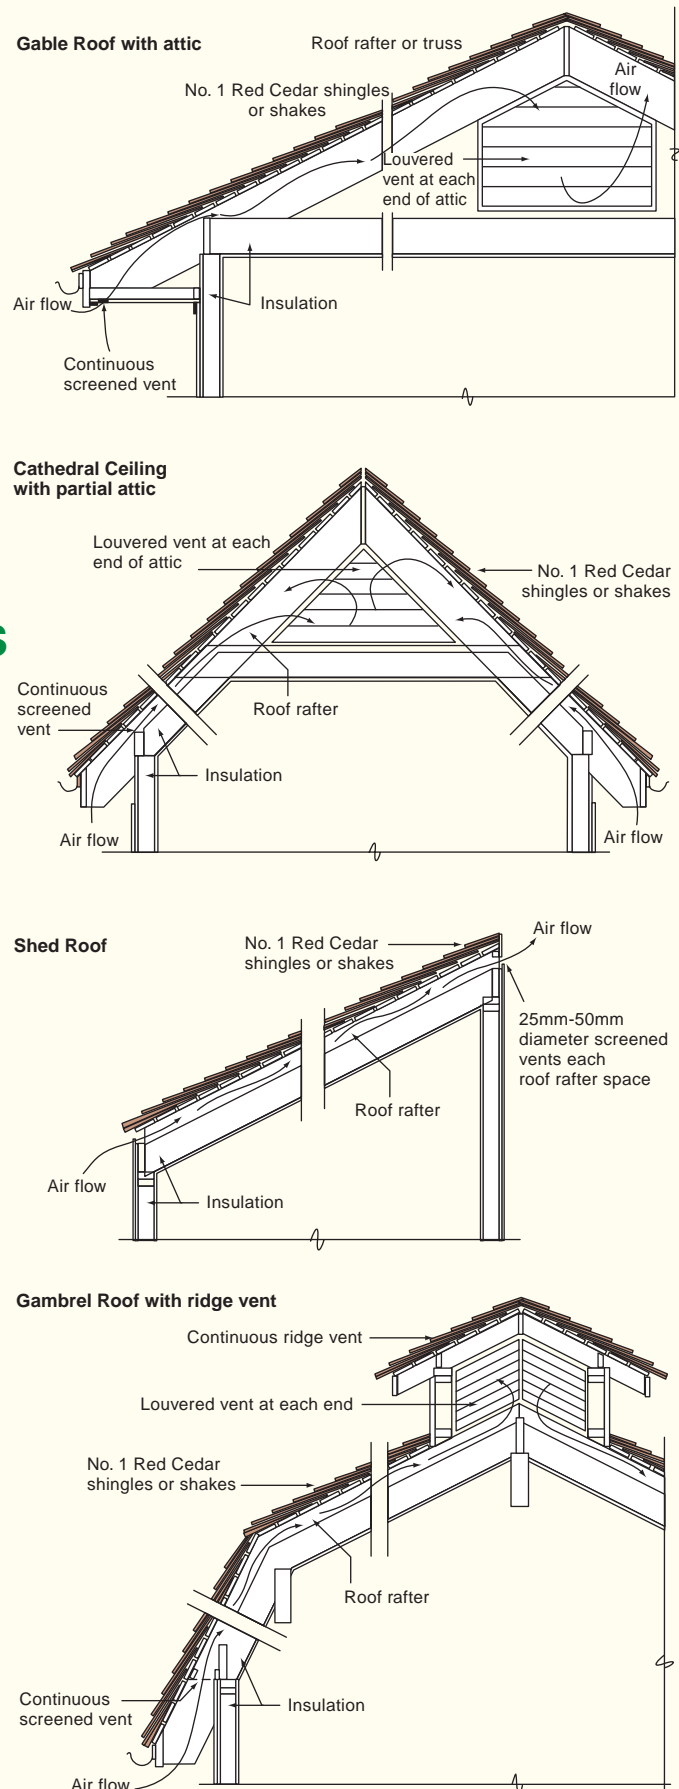 Gable Roof with attic
Roof rafter or truss
No. 1 Red Cedar shingles
or shakes
Air
flow
Louvered
vent at each
end of attic
Air flow
Insulation
Continuous
screened vent
Cathedral Ceiling
with partial attic
Louvered vent at each
end of attic
No. 1 Red Cedar
shingles or shakes
s
Continuous
screened
vent
Roof rafter
Insulation
Air flow
Air flow
Shed Roof
No. 1 Red Cedar
shingles or shakes
Air flow
25mm-50mm
diameter screened
vents each
roof rafter space
Roof rafter
Air flow
Insulation
Gambrel Roof with ridge vent
Continuous ridge vent
Louvered vent at each end
No. 1 Red Cedar
shingles or shakes
Roof rafter
Continuous
screened vent
Insulation
Air flow